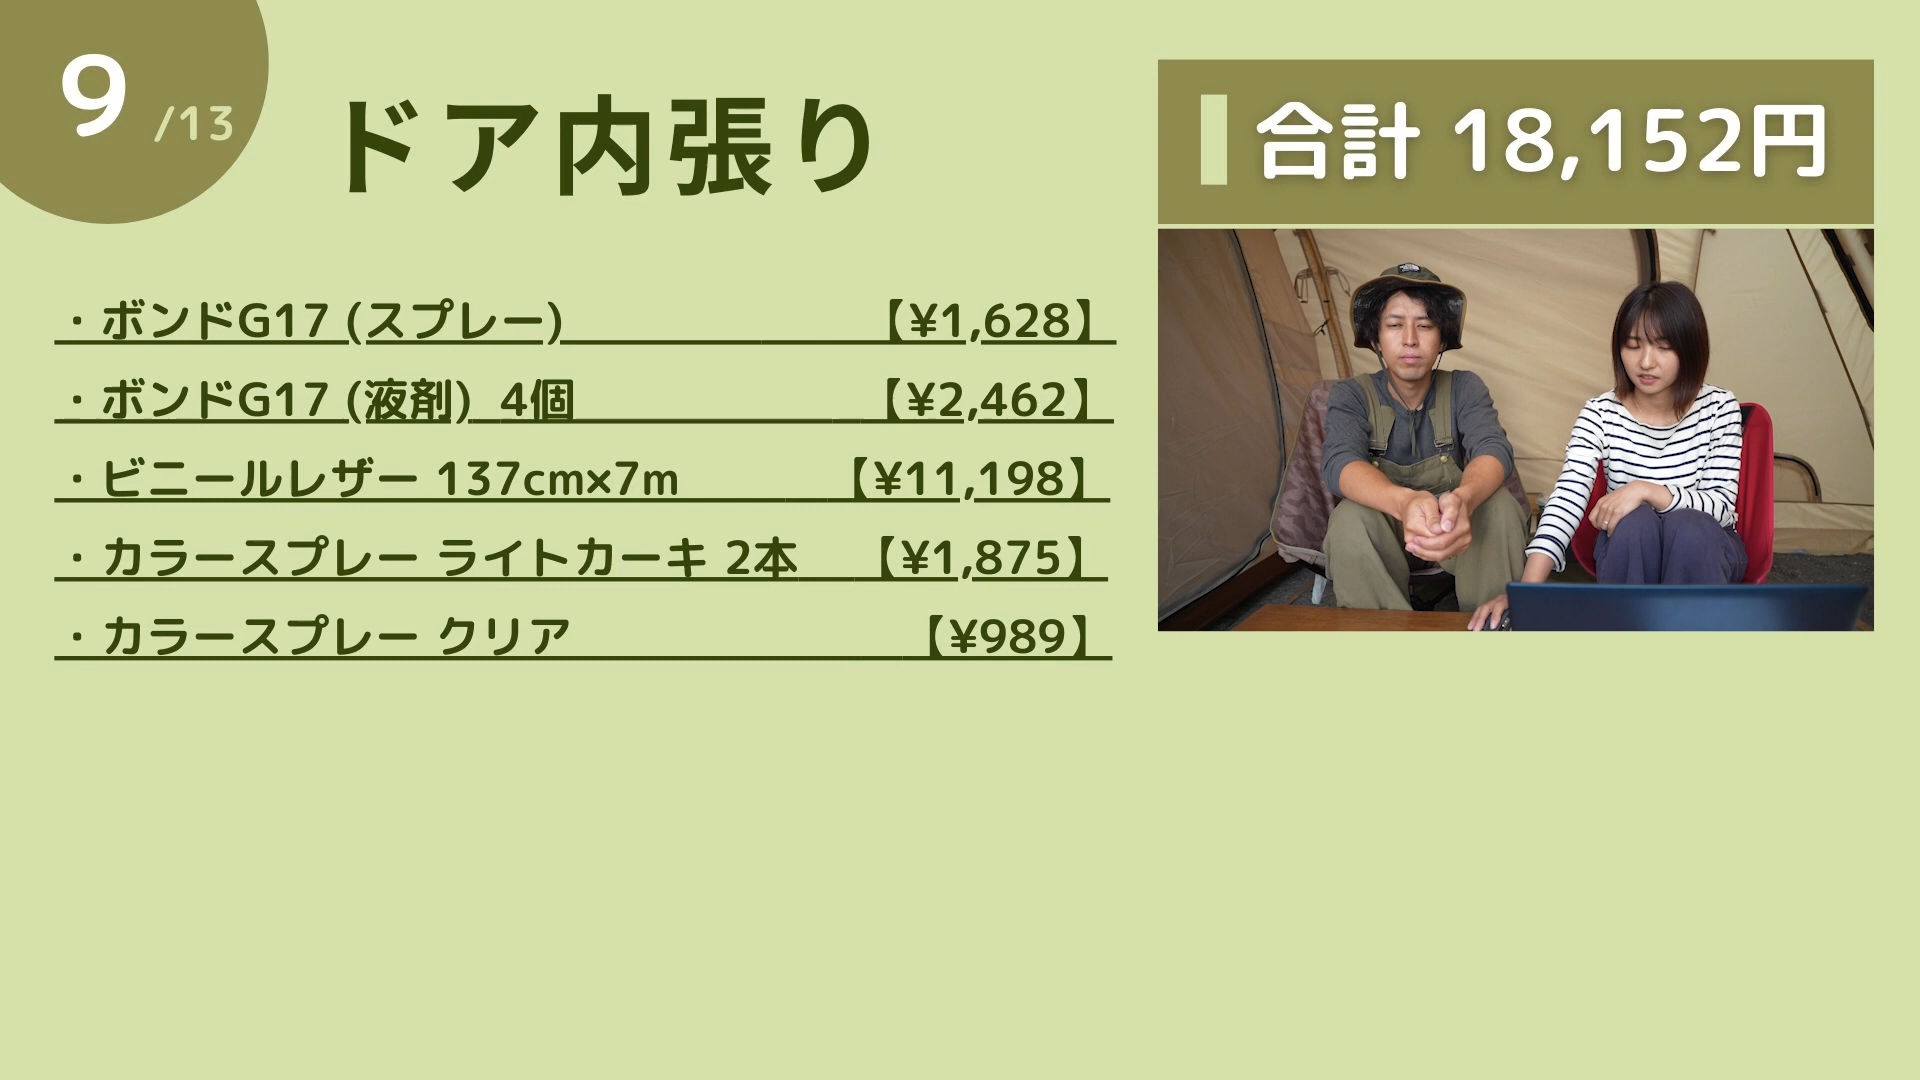 9 /13
ドア内張り
合計 18,152円
・ボンドG17 (スプレー) 【¥1,628】
・ボンドG17 (液剤) 4個 【¥2,462】
・ビニールレザー 137cm×7m 【¥11,198】
・カラースプレー ライトカーキ 2本 【¥1,875】
・カラースプレー クリア 【¥989】